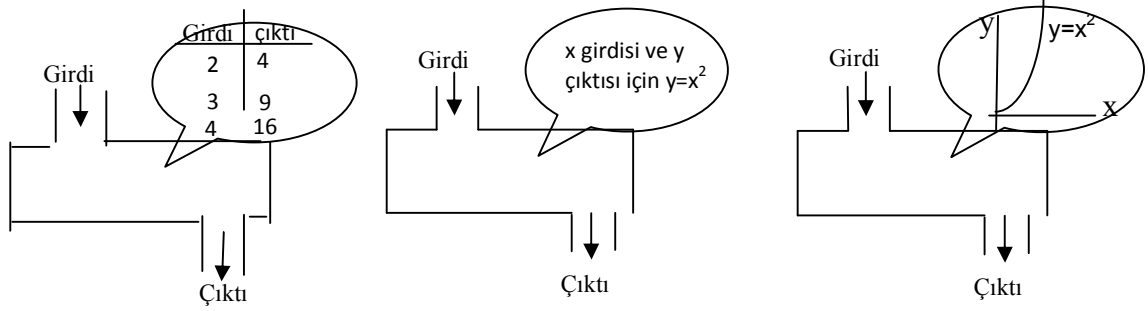 Girdi
Girdi çıktı
2 4
3 9
4 16
Çıktı
Girdi
x girdisi ve y
çıktısı için y=x²
Çıktı
Girdi
y y=x²
x
Çıktı